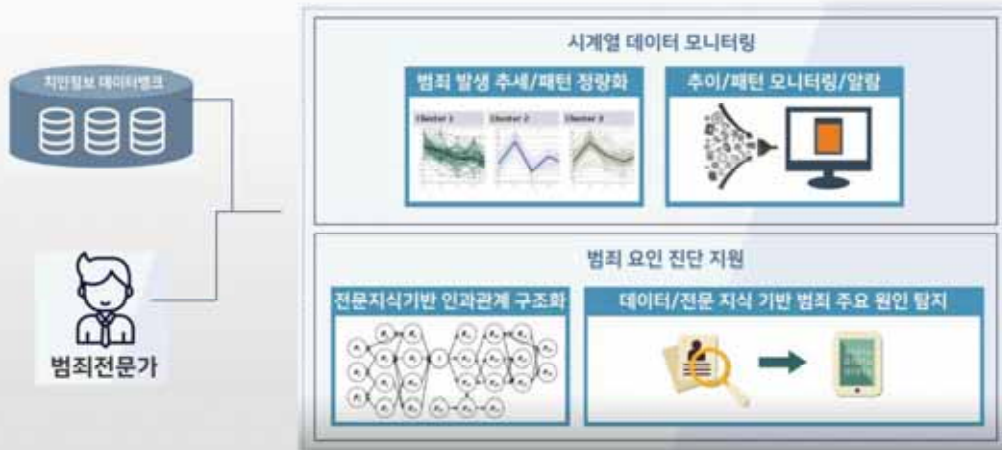 시계열 데이터 모니터링
치안정보 데이터뱅크
범죄 발생 추세/패턴 정량화
추이/패턴 모니터링/알람
Cluster 1
Cluster 2
Cluster 3
범죄 요인 진단 지원
범죄전문가
전문지식기반 인과관계 구조화
데이터/전문 지식 기반 범죄 주요 원인 탐지